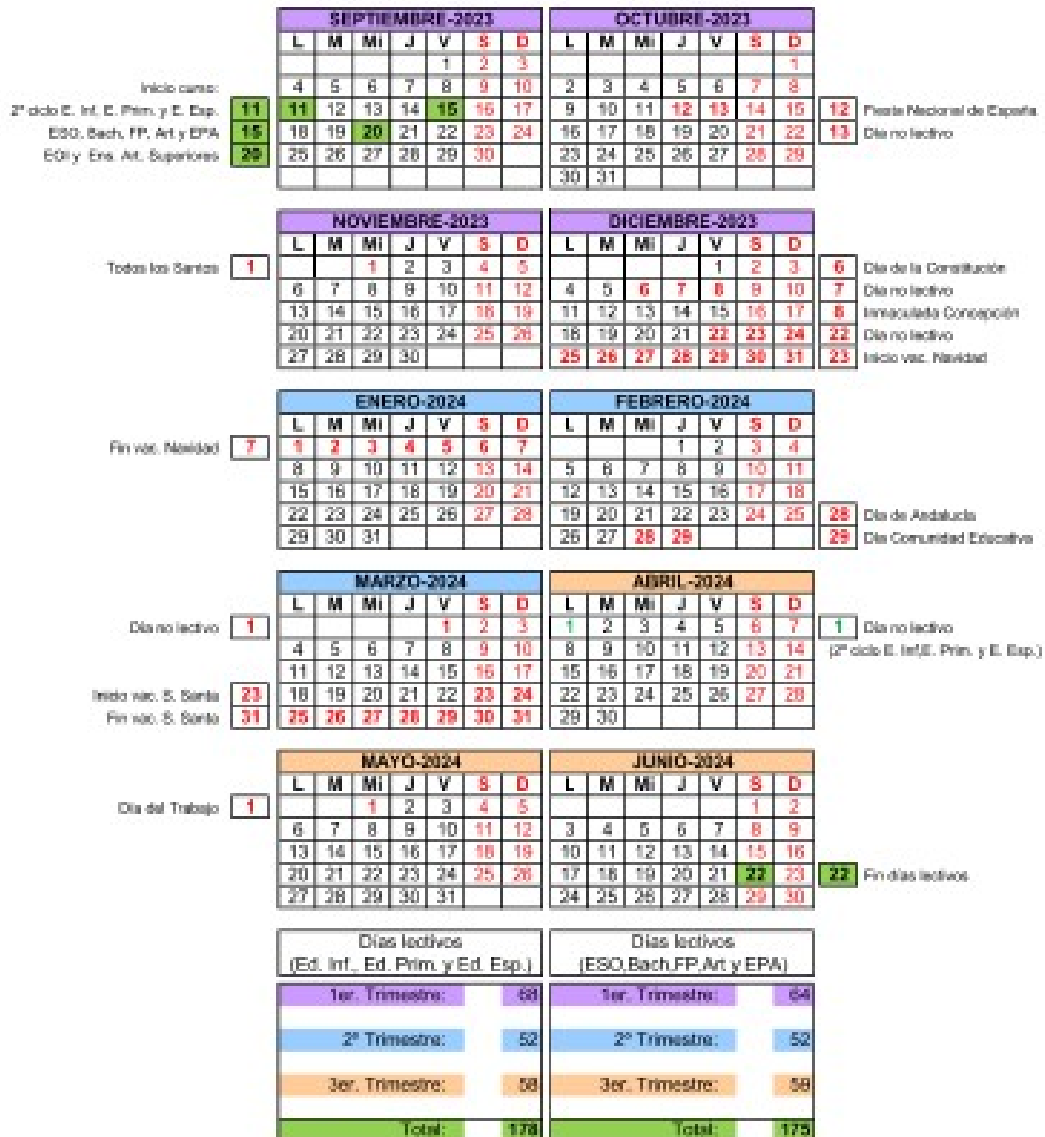 SEPTIEMBRE-2023
L M Mi J V S D
1 2 3
Inicio curso: 4 5 6 7 8 9 10
2º ciclo E. Inf. E. Prim. y E. Esp. 11 11 12 13 14 15 16 17
ESO, Bach, FP, Art y EPA 15 18 19 20 21 22 23 24
EOI y Ens. Art. Superiores 20 25 26 27 28 29 30
OCTUBRE-2023
L M Mi J V S D
1
2 3 4 5 6 7 8
9 10 11 12 13 14 15 12 Fiesta Nacional de España
16 17 18 19 20 21 22 13 Día no lectivo
23 24 25 26 27 28 29
30 31
NOVIEMBRE-2023
L M Mi J V S D
Todos los Santos 1 1 2 3 4 5
6 7 8 9 10 11 12
13 14 15 16 17 18 19
20 21 22 23 24 25 26
27 28 29 30
DICIEMBRE-2023
L M Mi J V S D
1 2 3 6 Día de la Constitución
4 5 6 7 8 9 10 7 Día no lectivo
11 12 13 14 15 16 17 8 Inmaculada Concepción
18 19 20 21 22 23 24 22 Día no lectivo
25 26 27 28 29 30 31 23 Inicio vac. Navidad
ENERO-2024
L M Mi J V S D
Fin vac. Navidad 7 1 2 3 4 5 6 7
8 9 10 11 12 13 14
15 16 17 18 19 20 21
22 23 24 25 26 27 28
29 30 31
FEBRERO-2024
L M Mi J V S D
1 2 3 4
5 6 7 8 9 10 11
12 13 14 15 16 17 18
19 20 21 22 23 24 25 28 Día de Andalucía
26 27 28 29 29 Día Comunidad Educativa
MARZO-2024
L M Mi J V S D
Día no lectivo 1 1 2 3
4 5 6 7 8 9 10
11 12 13 14 15 16 17
Inicio vac. S. Santa 23 18 19 20 21 22 23 24
Fin vac. S. Santa 31 25 26 27 28 29 30 31
ABRIL-2024
L M Mi J V S D
1 2 3 4 5 6 7 1 Día no lectivo
8 9 10 11 12 13 14 (2º ciclo E. Inf,E. Prim. y E. Esp.)
15 16 17 18 19 20 21
22 23 24 25 26 27 28
29 30
MAYO-2024
L M Mi J V S D
Día del Trabajo 1 1 2 3 4 5
6 7 8 9 10 11 12
13 14 15 16 17 18 19
20 21 22 23 24 25 26
27 28 29 30 31
JUNIO-2024
L M Mi J V S D
1 2
3 4 5 6 7 8 9
10 11 12 13 14 15 16
17 18 19 20 21 22 23 22 Fin días lectivos
24 25 26 27 28 29 30
Días lectivos
(Ed. Inf., Ed. Prim. y Ed. Esp.)
1er. Trimestre: 68
2º Trimestre: 52
3er. Trimestre: 58
Total: 178
Días lectivos
(ESO,Bach,FP,Art y EPA)
1er. Trimestre: 64
2º Trimestre: 52
3er. Trimestre: 59
Total: 175